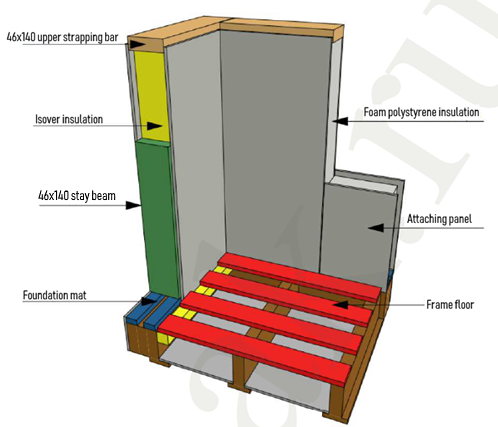 46x140 upper strapping bar
Isover insulation
46x140 stay beam
Foundation mat
Foam polystyrene insulation
Attaching panel
Frame floor